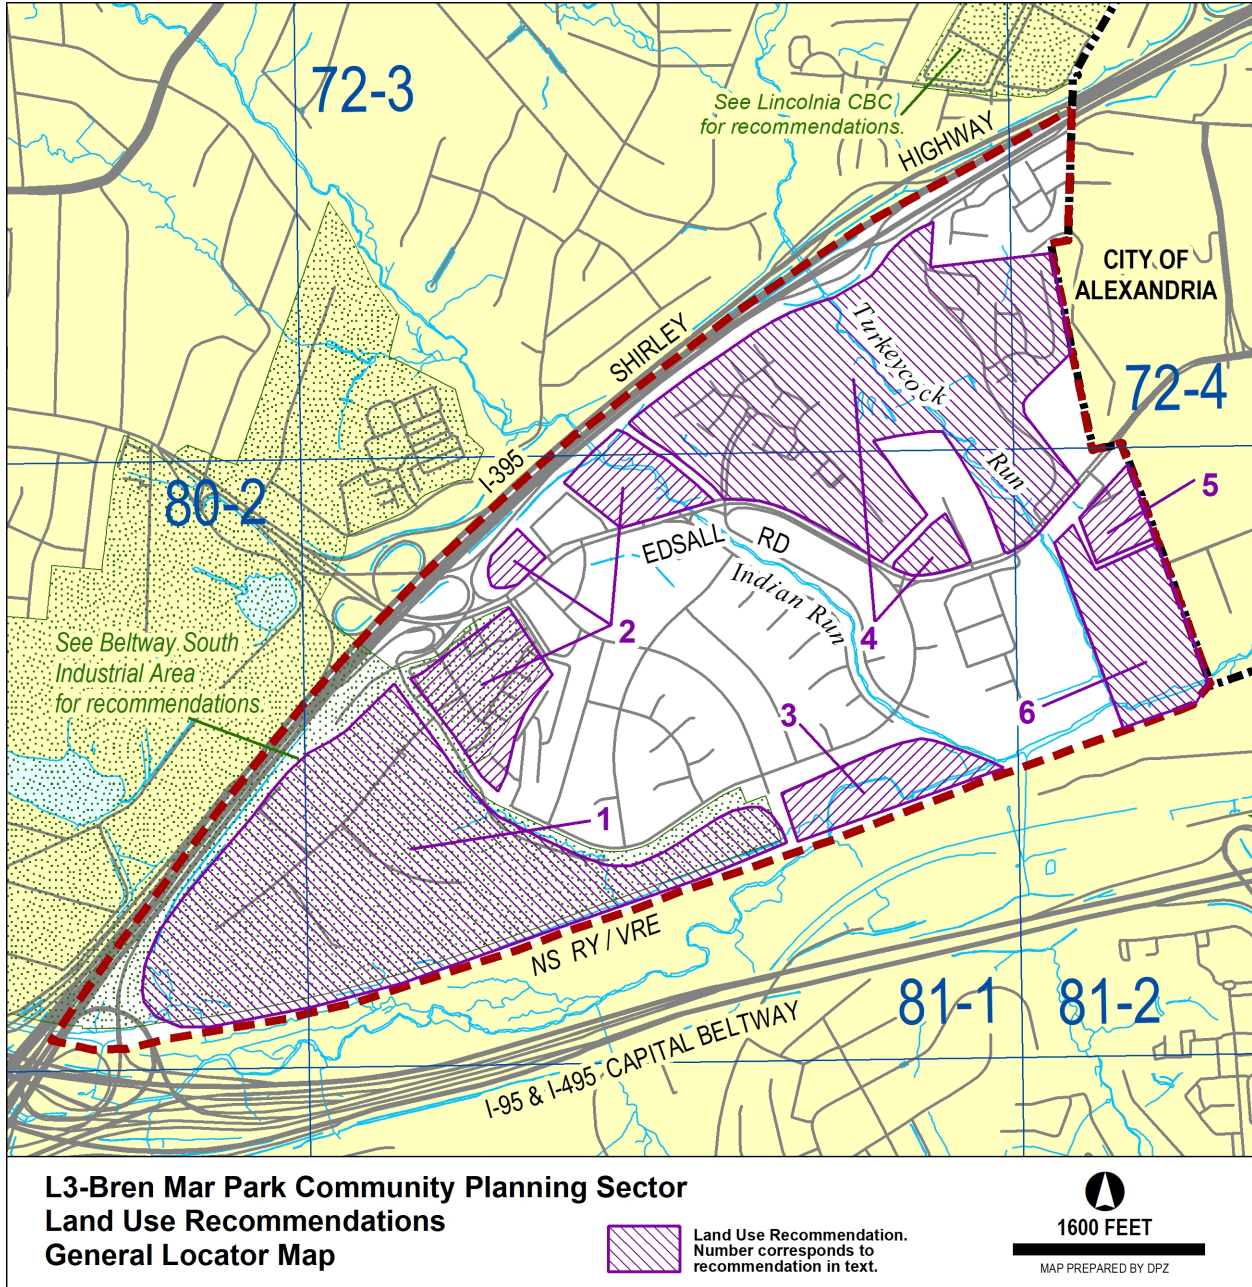 72-3
See Lincolnia CBC
for recommendations.
HIGHWAY
CITY OF
ALEXANDRIA
SHIRLEY
Turkeycock
Run
72-4
I-395
80-2
5
EDSALL RD
Indian Run
See Beltway South
Industrial Area
for recommendations.
2
4
3
6
1
NS RY / VRE
81-1
81-2
I-95 & I-495 CAPITAL BELTWAY
L3-Bren Mar Park Community Planning Sector
Land Use Recommendations
General Locator Map
Land Use Recommendation.
Number corresponds to
recommendation in text.
1600 FEET
MAP PREPARED BY DPZ